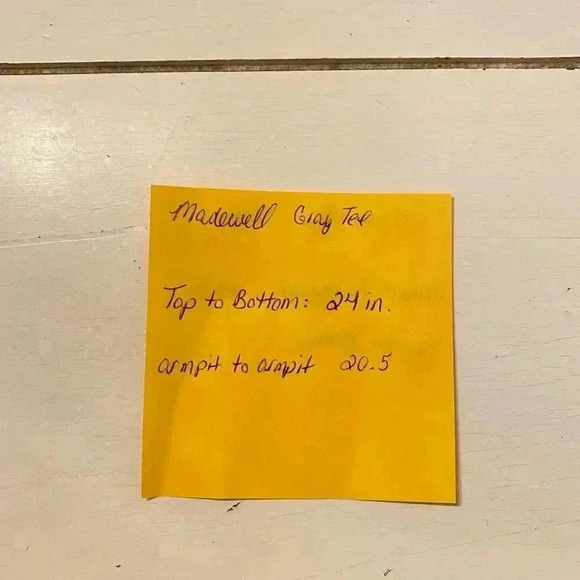 Madewell Gray Tee
Top to Bottom: 24 in.
armpit to armpit 20.5